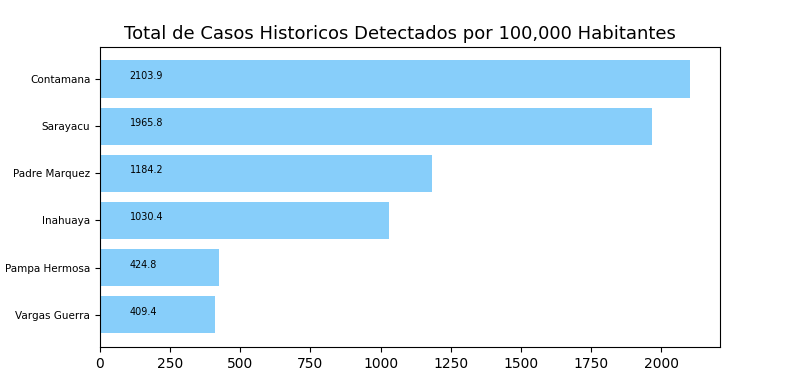 Total de Casos Historicos Detectados por 100,000 Habitantes
Contamana 2103.9
Sarayacu 1965.8
Padre Marquez 1184.2
Inahuaya 1030.4
Pampa Hermosa 424.8
Vargas Guerra 409.4
0 250 500 750 1000 1250 1500 1750 2000